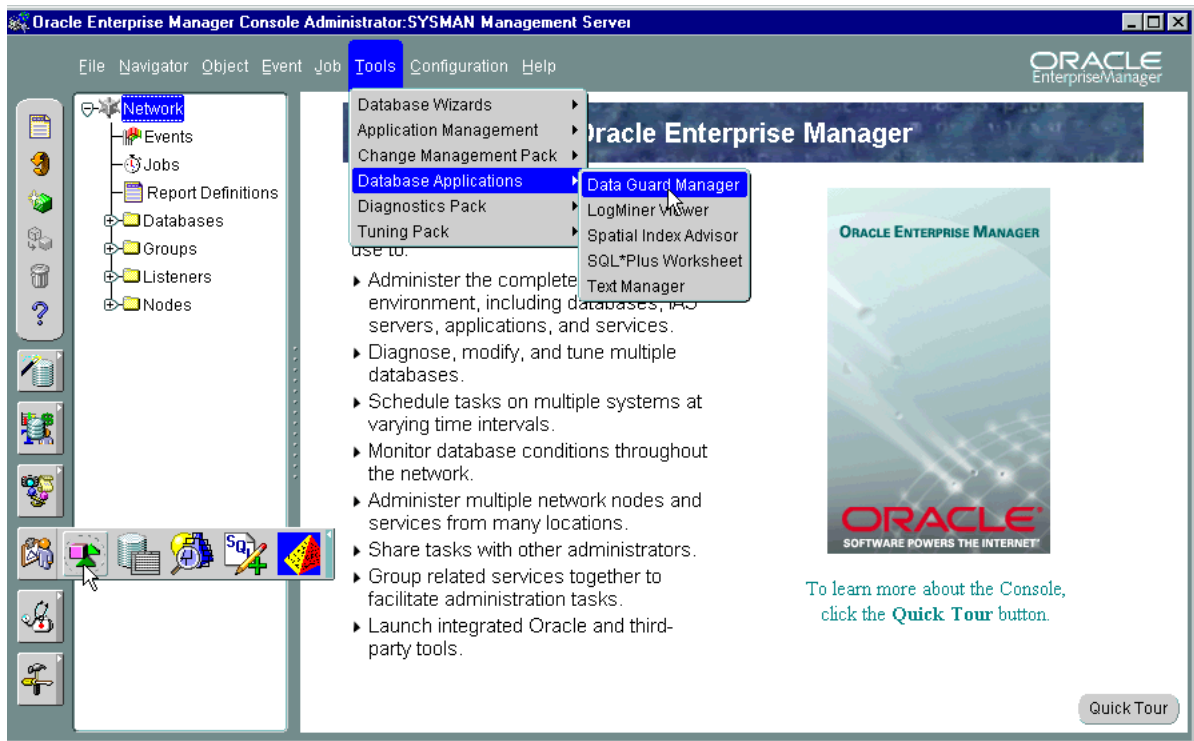 Oracle Enterprise Manager Console Administrator:SYSMAN Management Server
File Navigator Object Event Job Tools Configuration Help
ORACLE
EnterpriseManager
Network
Events
Jobs
Report Definitions
Databases
Groups
Listeners
Nodes
Database Wizards
Application Management
Change Management Pack
Database Applications
Diagnostics Pack
Tuning Pack
Data Guard Manager
LogMiner Viewer
Spatial Index Advisor
SQL*Plus Worksheet
Text Manager
Oracle Enterprise Manager
use to:
Administer the complete
environment, including databases, iAS
servers, applications, and services.
Diagnose, modify, and tune multiple
databases.
Schedule tasks on multiple systems at
varying time intervals.
Monitor database conditions throughout
the network.
Administer multiple network nodes and
services from many locations.
Share tasks with other administrators.
Group related services together to
facilitate administration tasks.
Launch integrated Oracle and third-
party tools.
ORACLE ENTERPRISE MANAGER
ORACLE®
SOFTWARE POWERS THE INTERNET™
To learn more about the Console,
click the Quick Tour button.
Quick Tour
SQL